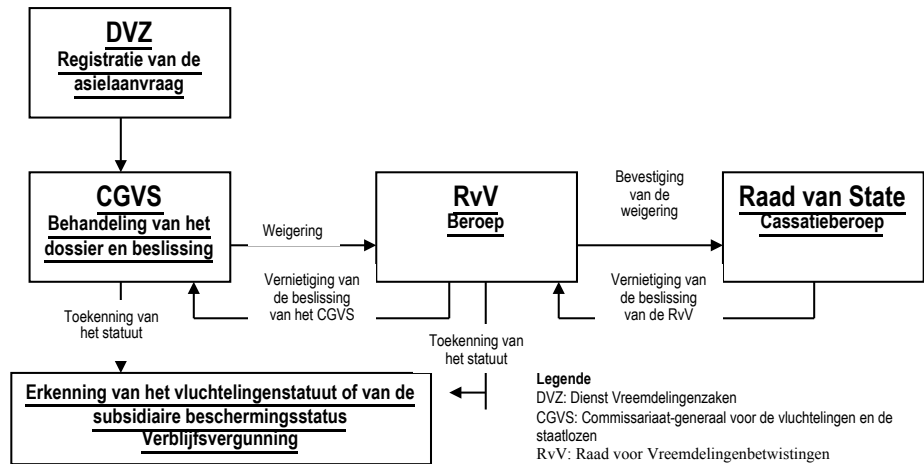 DVZ
Registratie van de
asielaanvraag
CGVS
Behandeling van het
dossier en beslissing
Weigering
RvV
Beroep
Bevestiging
van de
weigering
Raad van State
Cassatieberoep
Vernietiging van
de beslissing
van het CGVS
Vernietiging van
de beslissing
van de RvV
Toekenning van
het statuut
Toekenning van
het statuut
Erkenning van het vluchtelingenstatuut of van de
subsidiaire beschermingsstatus
Verblijfsvergunning
Legende
DVZ: Dienst Vreemdelingenzaken
CGVS: Commissariaat-generaal voor de vluchtelingen en de
staatlozen
RvV: Raad voor Vreemdelingenbetwistingen